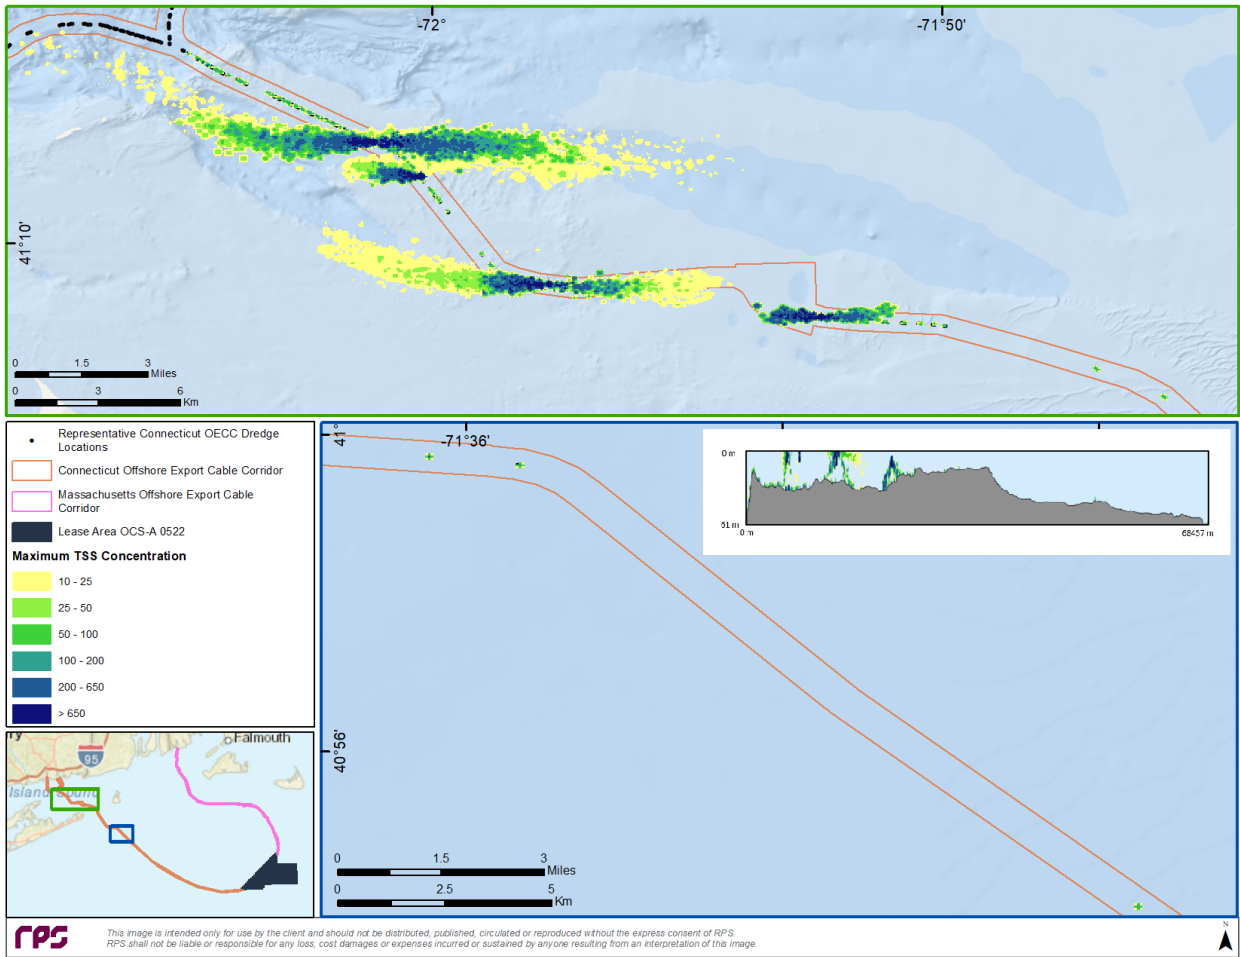 -72°
-71°50'
41°10'
0 1.5 3
Miles
0 3 6
Km
Representative Connecticut OECC Dredge
Locations
Connecticut Offshore Export Cable Corridor
Massachusetts Offshore Export Cable
Corridor
Lease Area OCS-A 0522
Maximum TSS Concentration
10 - 25
25 - 50
50 - 100
100 - 200
200 - 650
> 650
41°
-71°36'
0 m
51 m
0 m
68457 m
40°56'
0 1.5 3
Miles
0 2.5 5
Km
ry
Falmouth
95
Island Sound
rps
This image is intended only for use by the client and should not be distributed, published, circulated or reproduced without the express consent of RPS.
RPS shall not be liable or responsible for any loss, cost damages or expenses incurred or sustained by anyone resulting from an interpretation of this image.
N